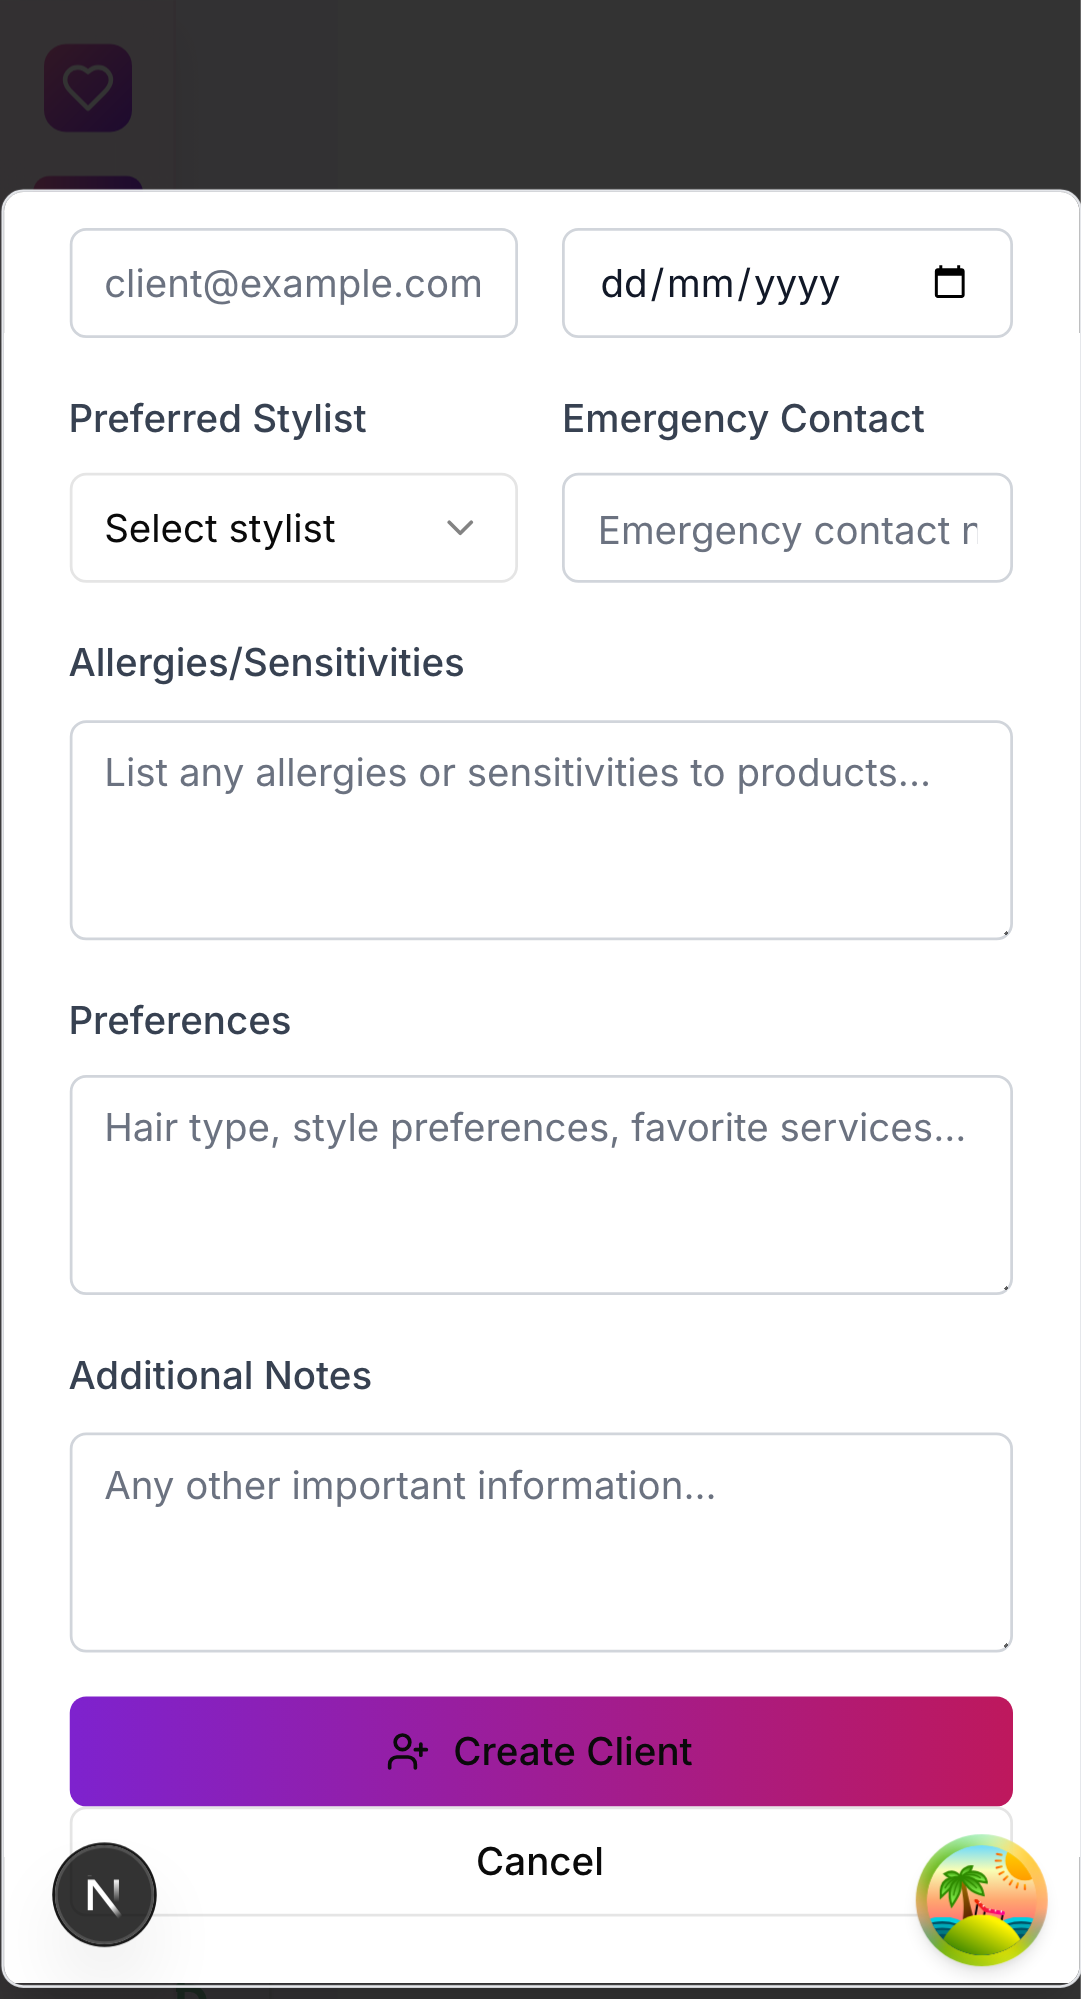 client@example.com
dd/mm/yyyy
Preferred Stylist
Emergency Contact
Select stylist
Emergency contact n
Allergies/Sensitivities
List any allergies or sensitivities to products...
Preferences
Hair type, style preferences, favorite services...
Additional Notes
Any other important information...
Create Client
Cancel
N